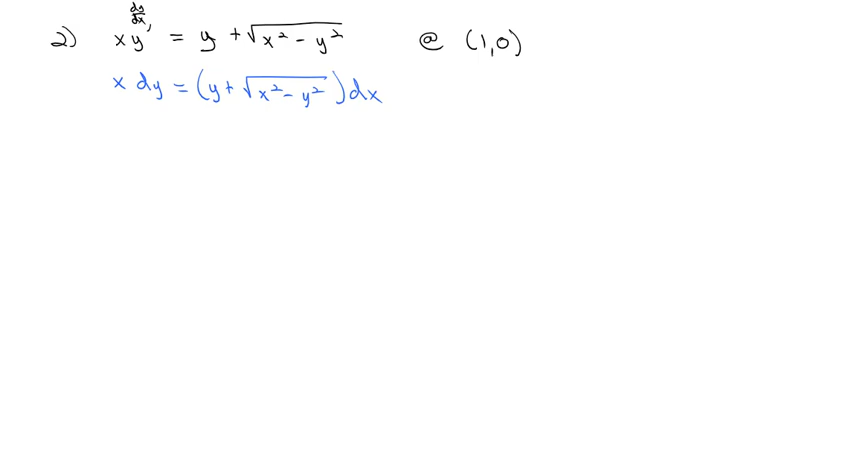 dy/dx
2) xy' = y + √(x² - y²) @ (1,0)
x dy = (y + √(x² - y²)) dx